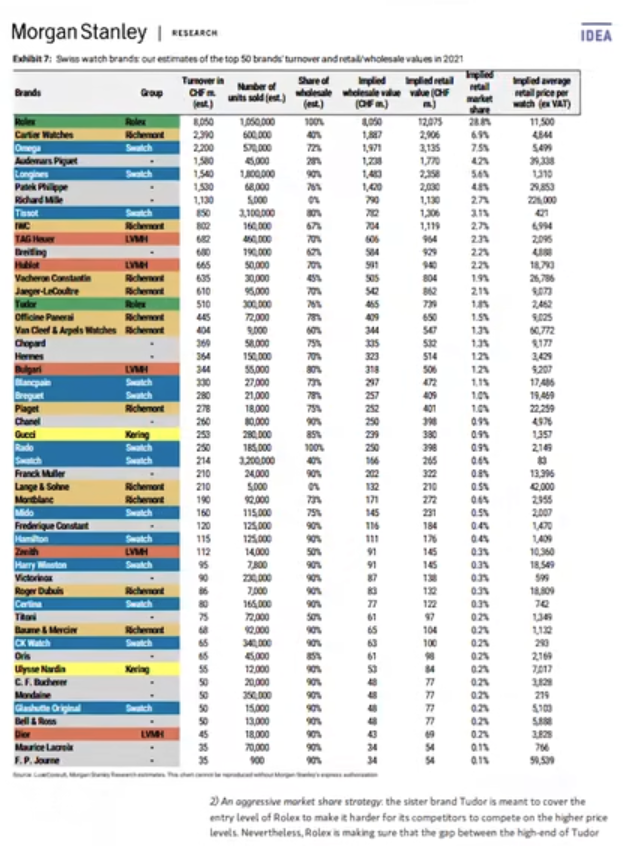 Morgan Stanley | RESEARCH
IDEA
Exhibit 7: Swiss watch brands: our estimates of the top 50 brands' turnover and retail/wholesale values in 2021
Brands Group Turnover in CHF m. (est.) Number of units sold (est.) Share of wholesale (est.) Implied wholesale value (CHF m.) Implied retail value (CHF m.) Implied retail market share Implied average retail price per watch (ex VAT)
Rolex Rolex 8,050 1,050,000 100% 8,050 12,075 28.8% 11,500
Cartier Watches Richemont 2,390 600,000 40% 1,887 2,906 6.9% 4,844
Omega Swatch 2,200 570,000 72% 1,971 3,135 7.5% 5,499
Audemars Piguet - 1,580 45,000 28% 1,238 1,770 4.2% 39,338
Longines Swatch 1,540 1,800,000 90% 1,483 2,358 5.6% 1,310
Patek Philippe - 1,530 68,000 76% 1,420 2,030 4.8% 29,853
Richard Mille - 1,130 5,000 0% 790 1,130 2.7% 226,000
Tissot Swatch 850 3,100,000 80% 782 1,306 3.1% 421
IWC Richemont 802 160,000 67% 704 1,119 2.7% 6,994
TAG Heuer LVMH 682 460,000 70% 606 964 2.3% 2,095
Breitling - 680 190,000 62% 584 929 2.2% 4,888
Hublot LVMH 665 50,000 70% 591 940 2.2% 18,793
Vacheron Constantin Richemont 635 30,000 45% 505 804 1.9% 26,786
Jaeger-LeCoultre Richemont 610 95,000 70% 542 862 2.1% 9,073
Tudor Rolex 510 300,000 76% 465 739 1.8% 2,462
Officine Panerai Richemont 445 72,000 78% 409 650 1.5% 9,025
Van Cleef & Arpels Watches Richemont 404 9,000 60% 344 547 1.3% 60,772
Chopard - 369 58,000 75% 335 532 1.3% 9,177
Hermes - 364 150,000 70% 323 514 1.2% 3,429
Bulgari LVMH 344 55,000 80% 318 506 1.2% 9,207
Blancpain Swatch 330 27,000 73% 297 472 1.1% 17,486
Breguet Swatch 280 21,000 78% 257 409 1.0% 19,469
Piaget Richemont 278 18,000 75% 252 401 1.0% 22,259
Chanel - 260 80,000 90% 250 398 0.9% 4,976
Gucci Kering 253 280,000 85% 239 380 0.9% 1,357
Rado Swatch 250 185,000 100% 250 398 0.9% 2,149
Swatch Swatch 214 3,200,000 40% 166 265 0.6% 83
Franck Muller - 210 24,000 90% 202 322 0.8% 13,396
Lange & Sohne Richemont 210 5,000 0% 132 210 0.5% 42,000
Montblanc Richemont 190 92,000 73% 171 272 0.6% 2,955
Mido Swatch 160 115,000 75% 145 231 0.5% 2,007
Frederique Constant - 120 125,000 90% 116 184 0.4% 1,470
Hamilton Swatch 115 125,000 90% 111 176 0.4% 1,409
Zenith LVMH 112 14,000 50% 91 145 0.3% 10,360
Harry Winston Swatch 95 7,800 90% 91 145 0.3% 18,549
Victorinox - 90 230,000 90% 87 138 0.3% 599
Roger Dubuis Richemont 86 7,000 90% 83 132 0.3% 18,809
Certina Swatch 80 165,000 90% 77 122 0.3% 742
Titoni - 75 72,000 50% 61 97 0.2% 1,349
Baume & Mercier Richemont 68 92,000 90% 65 104 0.2% 1,132
CK Watch Swatch 65 340,000 90% 63 100 0.2% 293
Oris - 65 45,000 85% 61 98 0.2% 2,169
Ulysse Nardin Kering 55 12,000 90% 53 84 0.2% 7,017
C. F. Bucherer - 50 20,000 90% 48 77 0.2% 3,828
Mondaine - 50 350,000 90% 48 77 0.2% 219
Glashutte Original Swatch 50 15,000 90% 48 77 0.2% 5,103
Bell & Ross - 50 13,000 90% 48 77 0.2% 5,888
Dior LVMH 45 18,000 90% 43 69 0.2% 3,828
Maurice Lacroix - 35 70,000 90% 34 54 0.1% 766
F. P. Journe - 35 900 90% 34 54 0.1% 59,539
Source: LuxeConsult, Morgan Stanley Research estimates. This chart cannot be reproduced without Morgan Stanley's express authorization
2) An aggressive market share strategy: the sister brand Tudor is meant to cover the
entry level of Rolex to make it harder for its competitors to compete on the higher price
levels. Nevertheless, Rolex is making sure that the gap between the high-end of Tudor